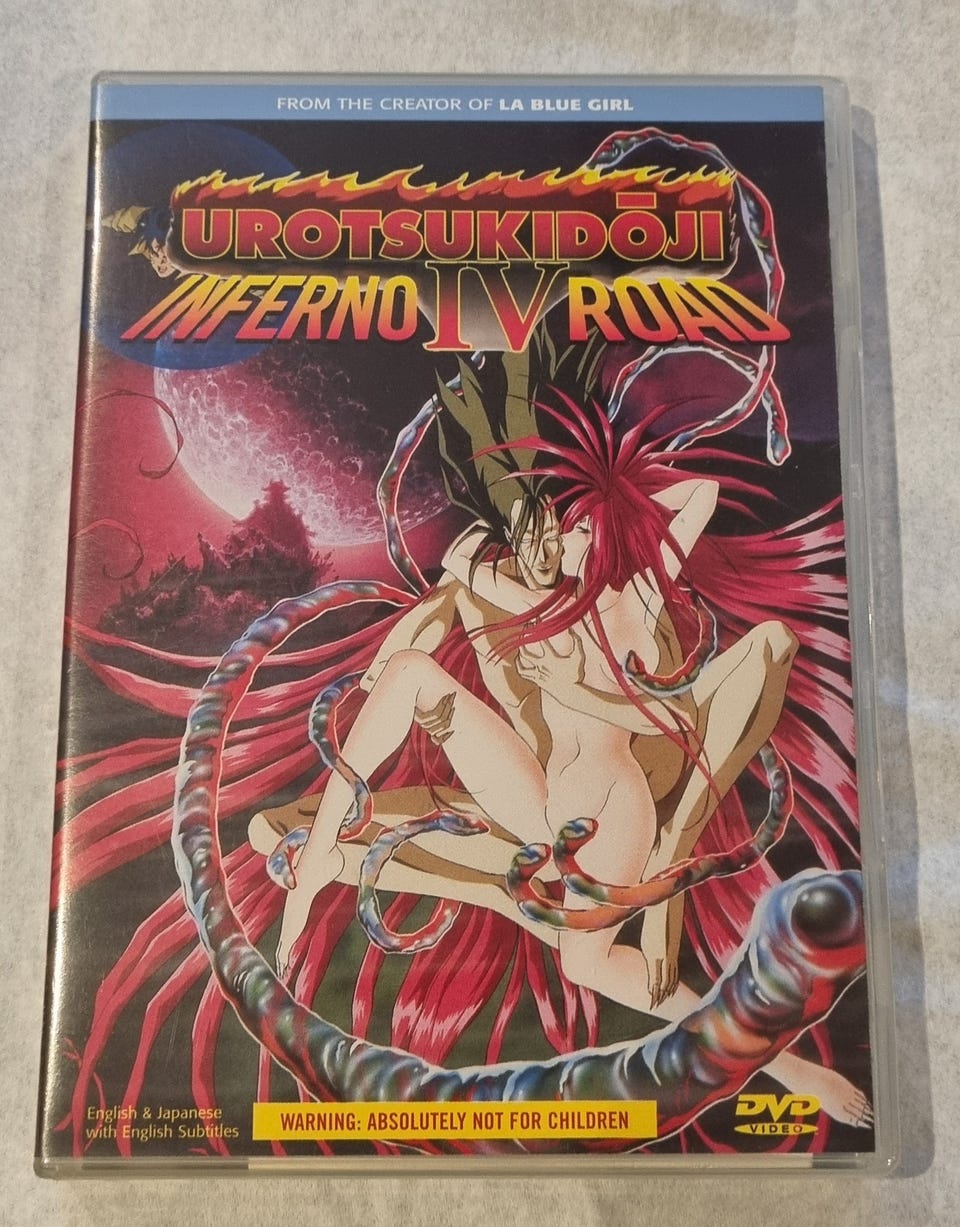 FROM THE CREATOR OF LA BLUE GIRL
UROTSUKIDŌJI
INFERNO IV ROAD
English & Japanese
with English Subtitles
WARNING: ABSOLUTELY NOT FOR CHILDREN
DVD
VIDEO